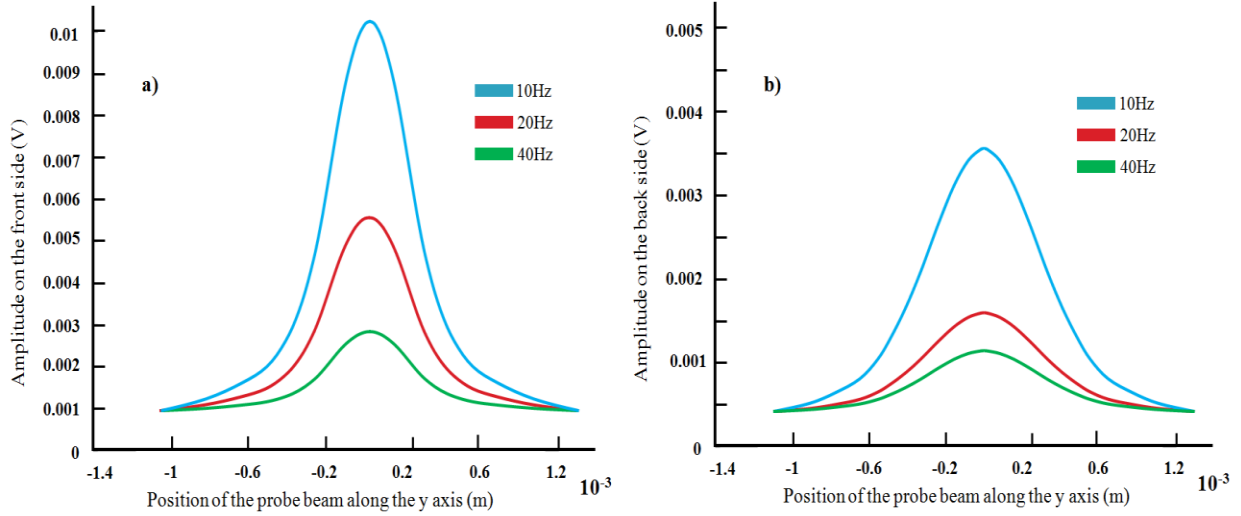 a)
Amplitude on the front side (V)
0.01
0.009
0.008
0.007
0.006
0.005
0.004
0.003
0.002
0.001
0
10Hz
20Hz
40Hz
-1.4 -1 -0.6 -0.2 0.2 0.6 1.2
10-3
Position of the probe beam along the y axis (m)
b)
Amplitude on the back side (V)
0.005
0.004
0.003
0.002
0.001
0
10Hz
20Hz
40Hz
-1.4 -1 -0.6 -0.2 0.2 0.6 1.2
10-3
Position of the probe beam along the y axis (m)